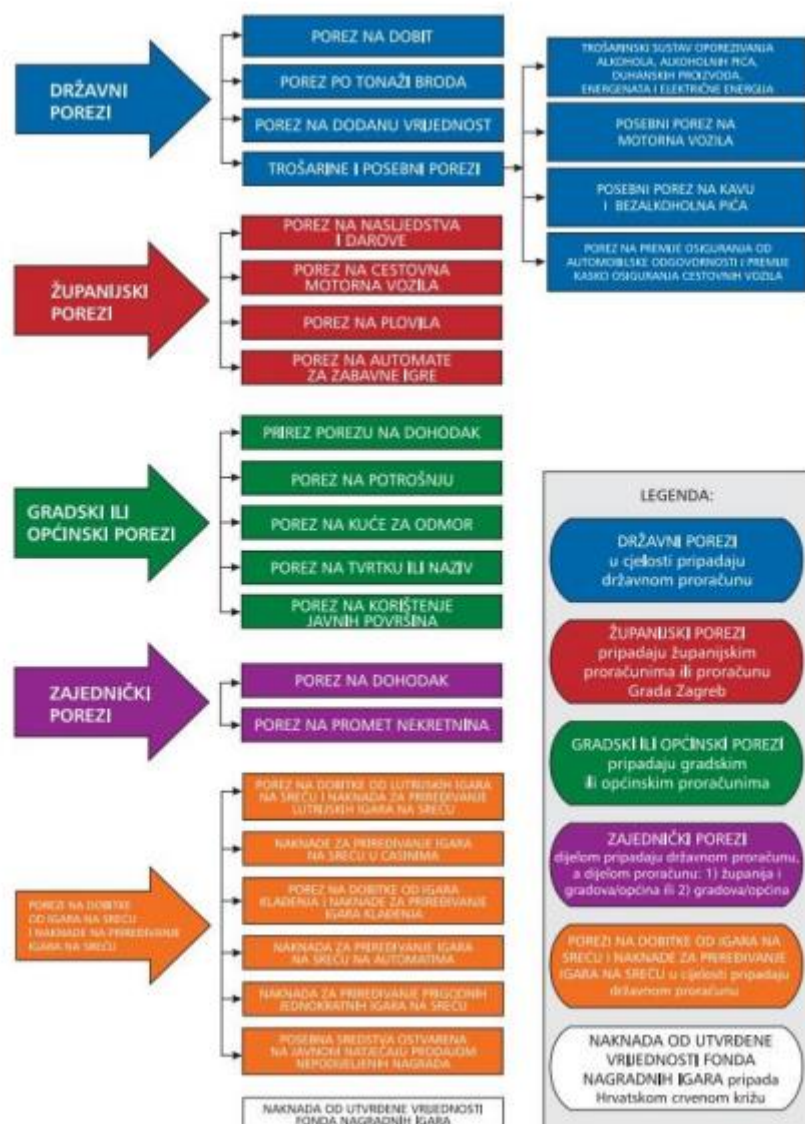 DRŽAVNI
POREZI
POREZ NA DOBIT
POREZ PO TONAŽI BRODA
POREZ NA DODANU VRIJEDNOST
TROŠARINE I POSEBNI POREZI
TROŠARINSKI SUSTAV OPOREZIVANJA
ALKOHOLA, ALKOHOLNIH PIĆA,
DUHANSKIH PROIZVODA,
ENERGENATA I ELEKTRIČNE ENERGIJA
POSEBNI POREZ NA
MOTORNA VOZILA
POSEBNI POREZ NA KAVU
I BEZALKOHOLNA PIĆA
POREZ NA PREMIJE OSIGURANJA OD
AUTOMOBILSKE ODGOVORNOSTI I PREMIJE
KASKO OSIGURANJA CESTOVNIH VOZILA
ŽUPANIJSKI
POREZI
POREZ NA NASLJEDSTVA
I DAROVE
POREZ NA CESTOVNA
MOTORNA VOZILA
POREZ NA PLOVILA
POREZ NA AUTOMATE
ZA ZABAVNE IGRE
GRADSKI ILI
OPĆINSKI POREZI
PRIREZ POREZU NA DOHODAK
POREZ NA POTROŠNJU
POREZ NA KUĆE ZA ODMOR
POREZ NA TVRTKU ILI NAZIV
POREZ NA KORIŠTENJE
JAVNIH POVRŠINA
ZAJEDNIČKI
POREZI
POREZ NA DOHODAK
POREZ NA PROMET NEKRETNINA
POREZI NA DOBITKE
OD IGARA NA SREĆU
I NAKNADE NA PRIREĐIVANJE
IGARA NA SREĆU
POREZ NA DOBITKE OD LUTRIJSKIH IGARA
NA SREĆU I NAKNADA ZA PRIREĐIVANJE
LUTRIJSKIH IGARA NA SREĆU
NAKNADE ZA PRIREĐIVANJE IGARA
NA SREĆU U CASINIMA
POREZ NA DOBITKE OD IGARA
KLAĐENJA I NAKNADE ZA PRIREĐIVANJE
IGARA KLAĐENJA
NAKNADA ZA PRIREĐIVANJE IGARA
NA SREĆU NA AUTOMATIMA
NAKNADA ZA PRIREĐIVANJE PRIGODNIH
JEDNOKRATNIH IGARA NA SREĆU
POSEBNA SREDSTVA OSTVARENA
NA JAVNOM NATJEČAJU PRODAJOM
NEPODIJELJENIH NAGRADA
NAKNADA OD UTVRĐENE VRIJEDNOSTI
FONDA NAGRADNIH IGARA
LEGENDA:
DRŽAVNI POREZI
u cjelosti pripadaju
državnom proračunu
ŽUPANIJSKI POREZI
pripadaju županijskim
proračunima ili proračunu
Grada Zagreb
GRADSKI ILI OPĆINSKI POREZI
pripadaju gradskim
ili općinskim proračunima
ZAJEDNIČKI POREZI
dijelom pripadaju državnom proračunu,
a dijelom proračunu: 1) županija i
gradova/općina ili 2) gradova/općina
POREZI NA DOBITKE OD IGARA NA
SREĆU I NAKNADE ZA PRIREĐIVANJE
IGARA NA SREĆU u cijelosti pripadaju
državnom proračunu
NAKNADA OD UTVRĐENE
VRIJEDNOSTI FONDA
NAGRADNIH IGARA pripada
Hrvatskom crvenom križu